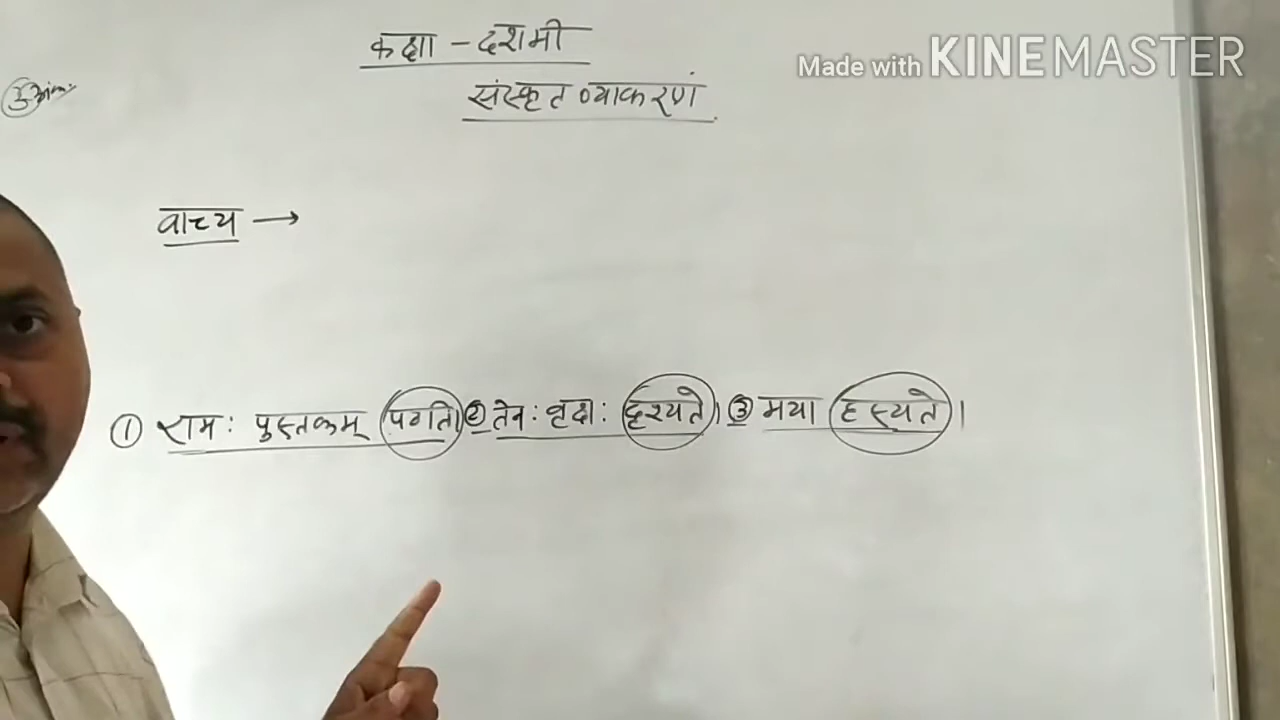 Made with KINEMASTER
कक्षा - दशमी
संस्कृत व्याकरणं
वाच्य →
① रामः पुस्तकम् पठति। ② तेनः वृक्षः दृश्यते। ③ मया हस्यते।